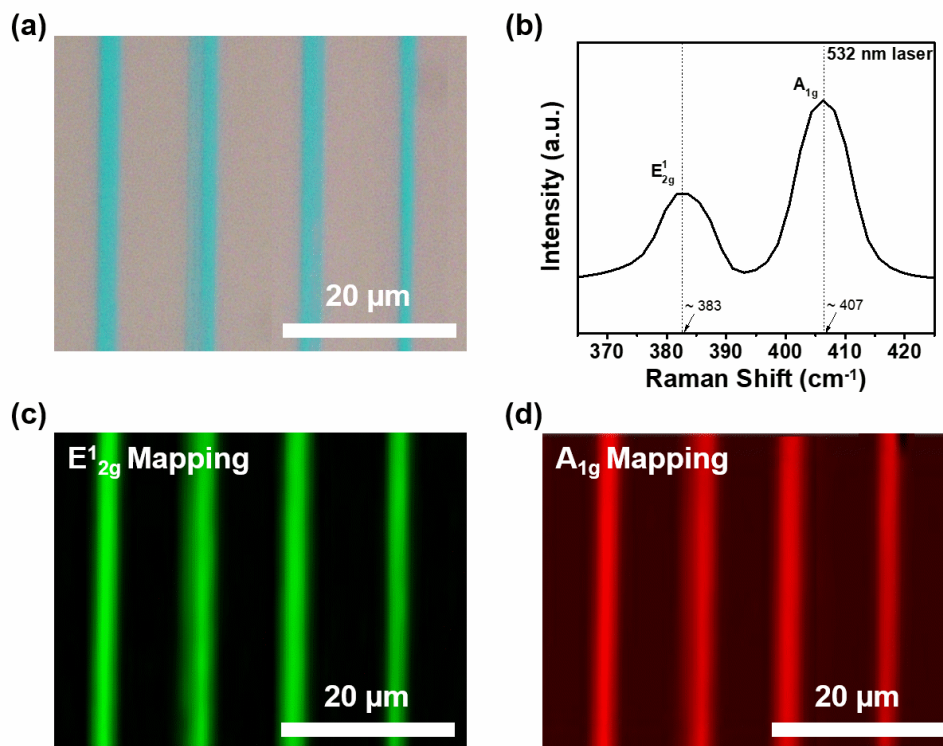 (a)
20 µm
(b)
532 nm laser
A1g
E¹2g
~ 383
~ 407
Intensity (a.u.)
370 380 390 400 410 420
Raman Shift (cm⁻¹)
(c)
E¹2g Mapping
20 µm
(d)
A1g Mapping
20 µm